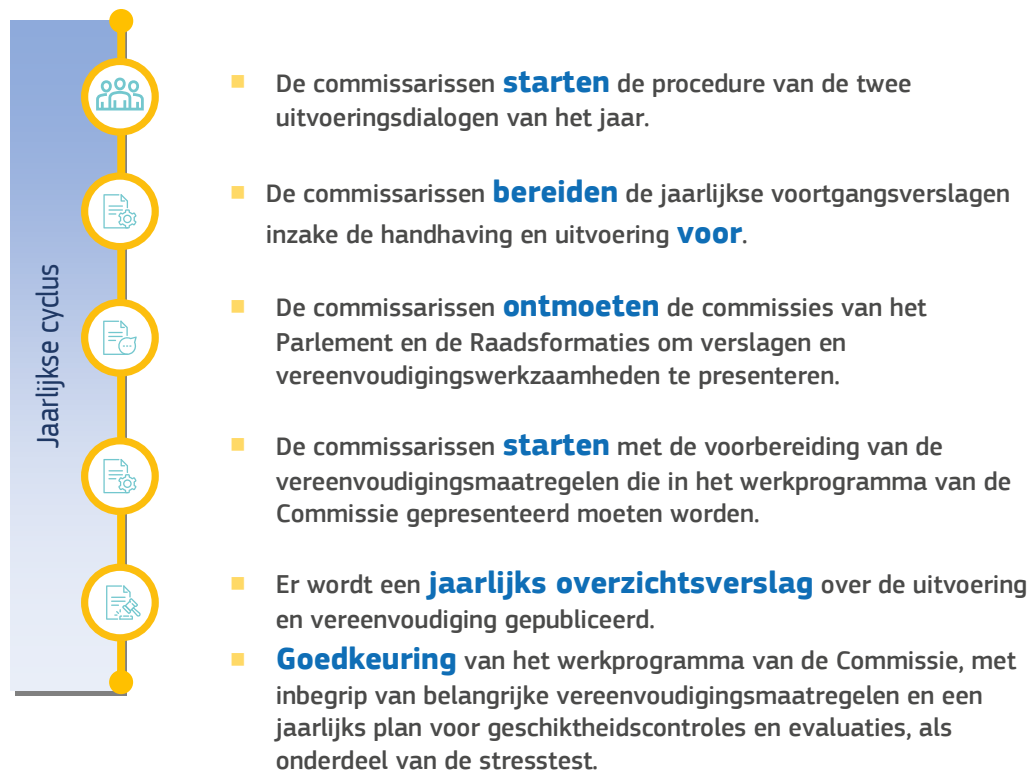 Jaarlijkse cyclus
De commissarissen starten de procedure van de twee
uitvoeringsdialogen van het jaar.
De commissarissen bereiden de jaarlijkse voortgangsverslagen
inzake de handhaving en uitvoering voor.
De commissarissen ontmoeten de commissies van het
Parlement en de Raadsformaties om verslagen en
vereenvoudigingswerkzaamheden te presenteren.
De commissarissen starten met de voorbereiding van de
vereenvoudigingsmaatregelen die in het werkprogramma van de
Commissie gepresenteerd moeten worden.
Er wordt een jaarlijks overzichtsverslag over de uitvoering
en vereenvoudiging gepubliceerd.
Goedkeuring van het werkprogramma van de Commissie, met
inbegrip van belangrijke vereenvoudigingsmaatregelen en een
jaarlijks plan voor geschiktheidscontroles en evaluaties, als
onderdeel van de stresstest.